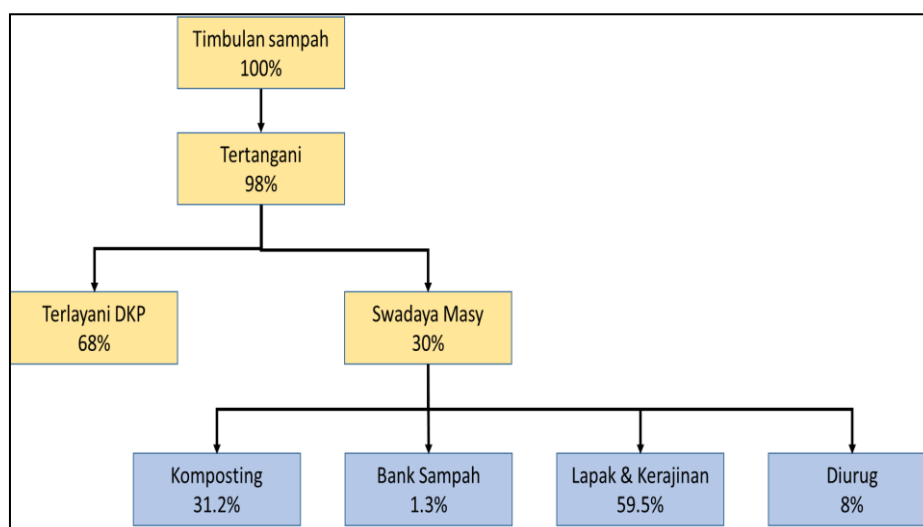 Timbulan sampah
100%
Tertangani
98%
Terlayani DKP
68%
Swadaya Masy
30%
Komposting
31.2%
Bank Sampah
1.3%
Lapak & Kerajinan
59.5%
Diurug
8%